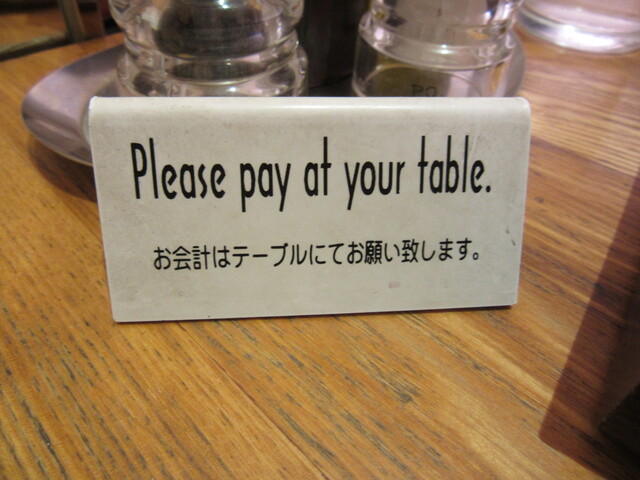 Please pay at your table.
お会計はテーブルにてお願い致します。